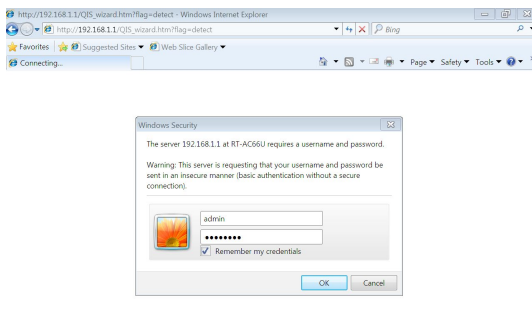 http://192.168.1.1/QIS_wizard.htm?flag=detect - Windows Internet Explorer
http://192.168.1.1/QIS_wizard.htm?flag=detect
Bing
Favorites
Suggested Sites
Web Slice Gallery
Connecting...
Page
Safety
Tools
Windows Security
The server 192.168.1.1 at RT-AC66U requires a username and password.
Warning: This server is requesting that your username and password be
sent in an insecure manner (basic authentication without a secure
connection).
admin
••••••••
Remember my credentials
OK
Cancel